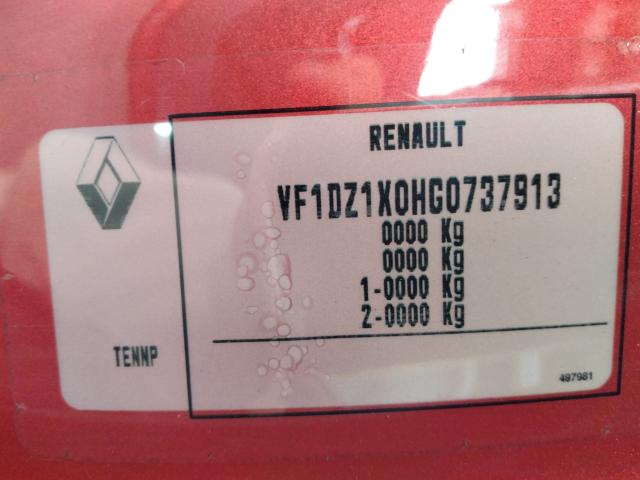 RENAULT
VF1DZ1X0HG0737913
0000 Kg
0000 Kg
1-0000 Kg
2-0000 Kg
TENNP
497981